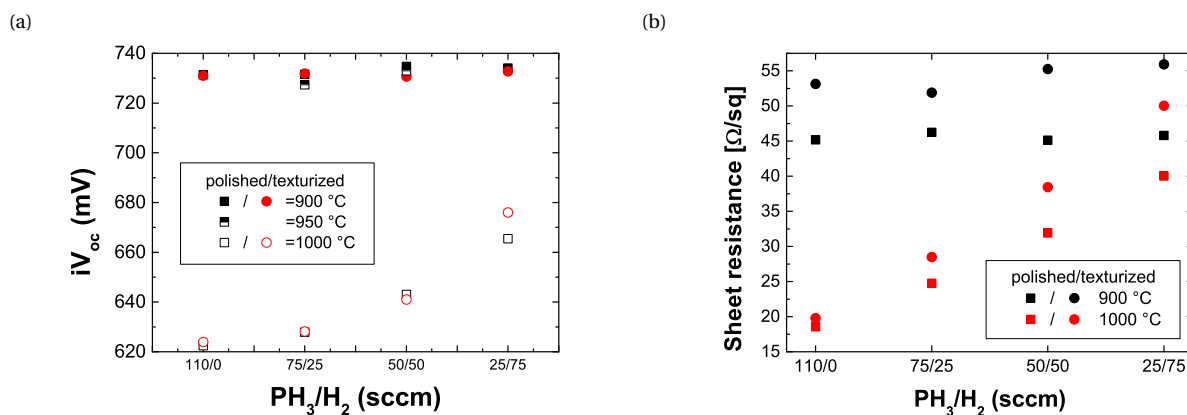 (a)
740
720
700
680
660
640
620
iV_oc (mV)
polished/texturized
/ =900 °C
=950 °C
/ =1000 °C
110/0 75/25 50/50 25/75
PH₃/H₂ (sccm)
(b)
55
50
45
40
35
30
25
20
15
Sheet resistance [Ω/sq]
polished/texturized
/ 900 °C
/ 1000 °C
110/0 75/25 50/50 25/75
PH₃/H₂ (sccm)